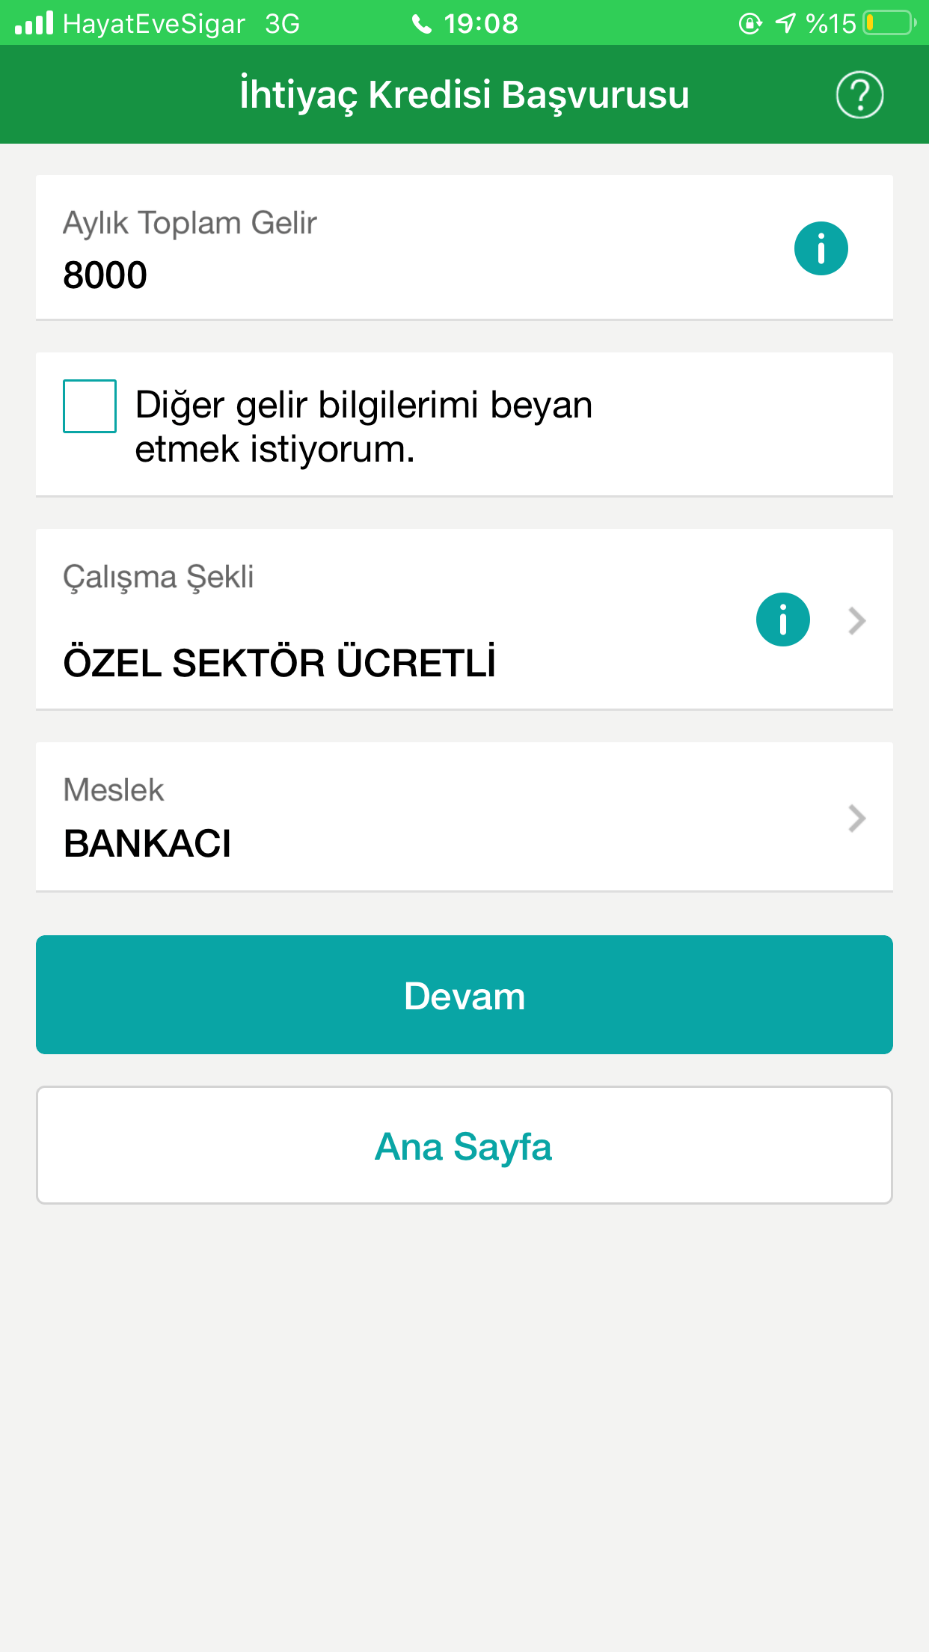 HayatEveSigar 3G 19:08 %15
İhtiyaç Kredisi Başvurusu ?
Aylık Toplam Gelir
8000
Diğer gelir bilgilerimi beyan
etmek istiyorum.
Çalışma Şekli
ÖZEL SEKTÖR ÜCRETLİ
Meslek
BANKACI
Devam
Ana Sayfa